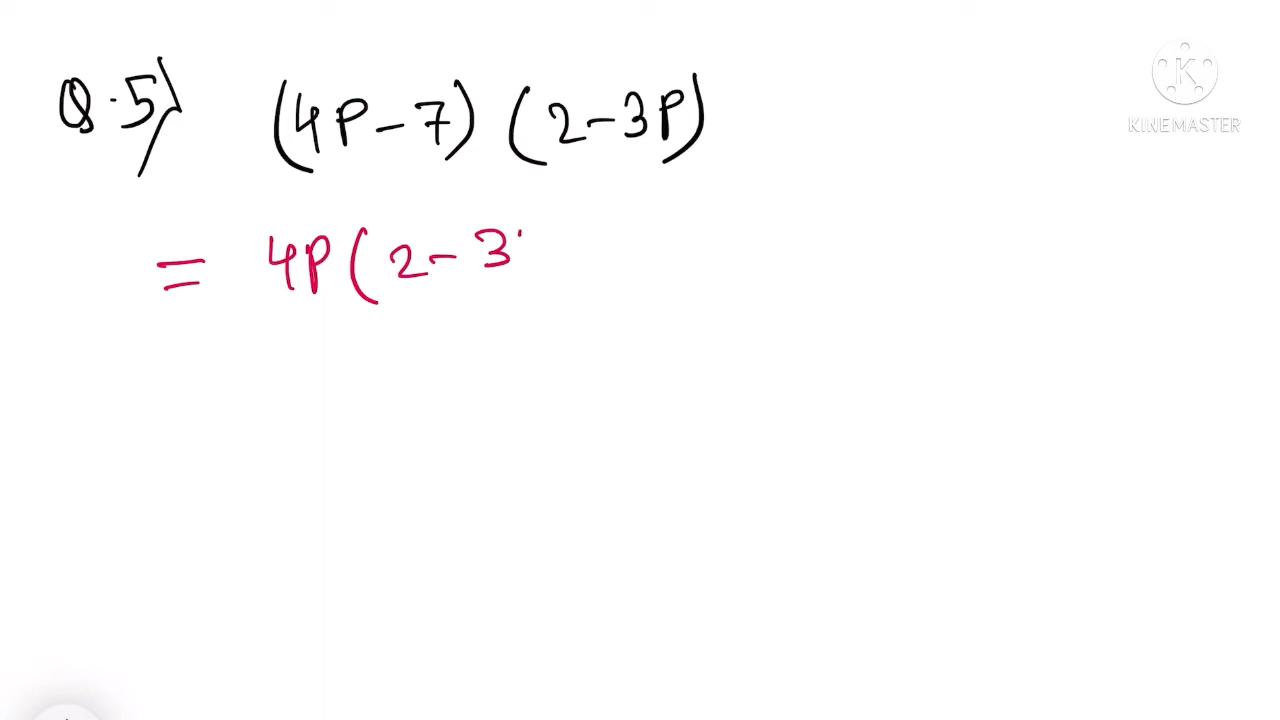 Q.5) (4P-7) (2-3P)
K
KINEMASTER
= 4P(2-3